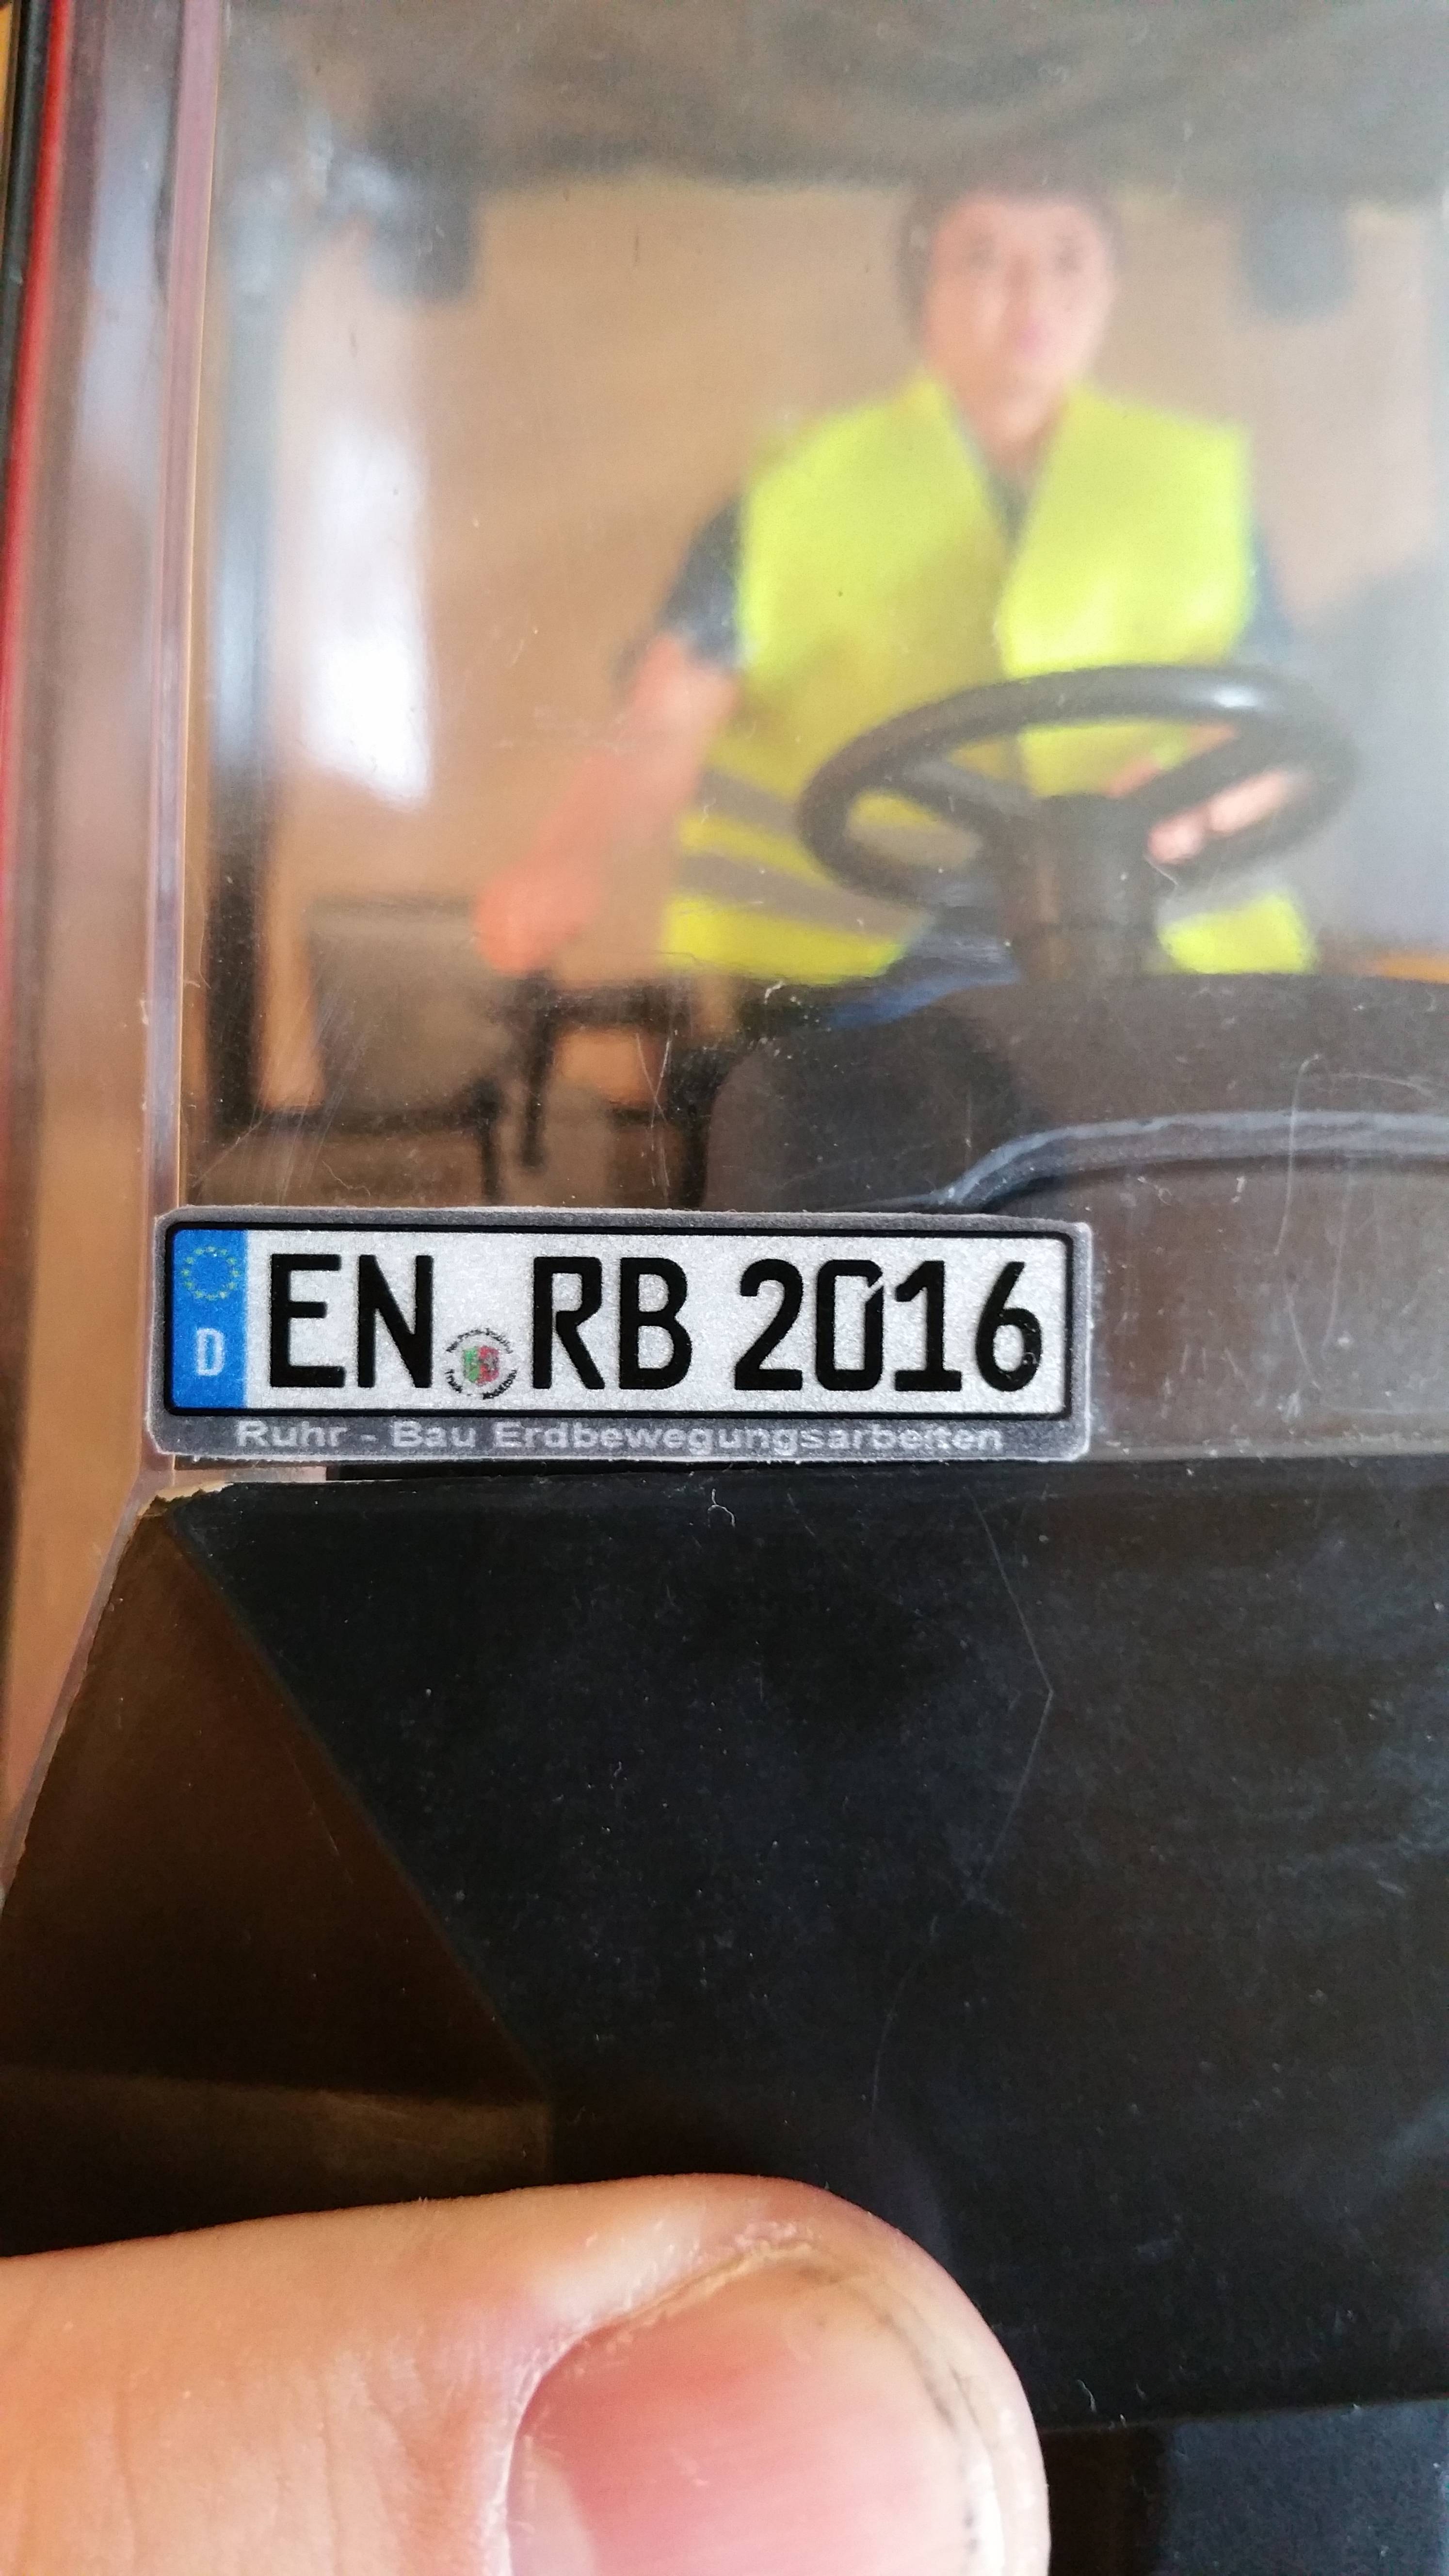 EN RB 2016
D
Ruhr - Bau Erdbewegungsarbeiten